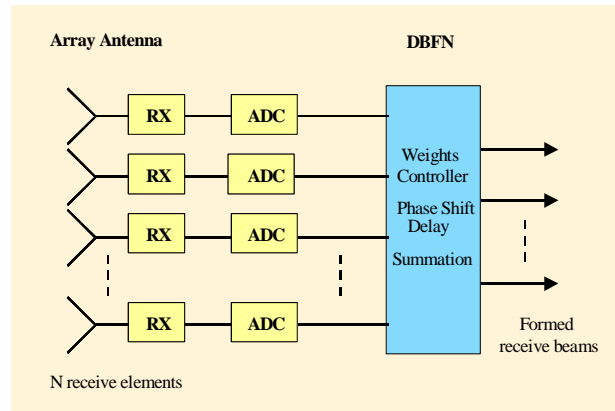 Array Antenna DBFN
RX ADC
RX ADC
RX ADC
RX ADC
Weights
Controller
Phase Shift
Delay
Summation
Formed
receive beams
N receive elements